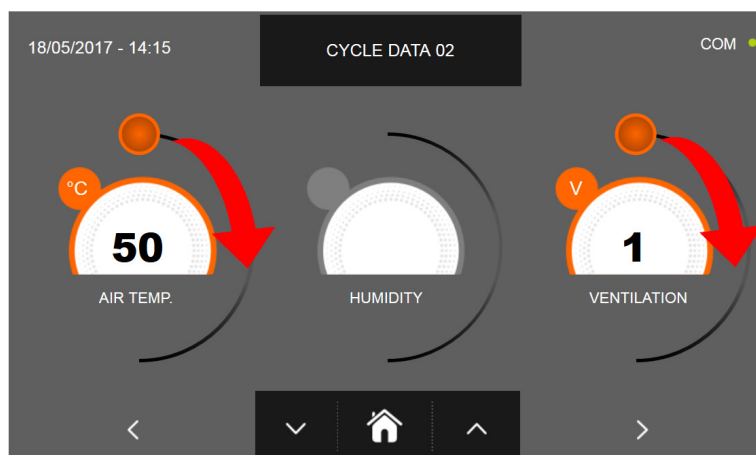 18/05/2017 - 14:15
CYCLE DATA 02
COM
°C
50
AIR TEMP.
HUMIDITY
V
1
VENTILATION